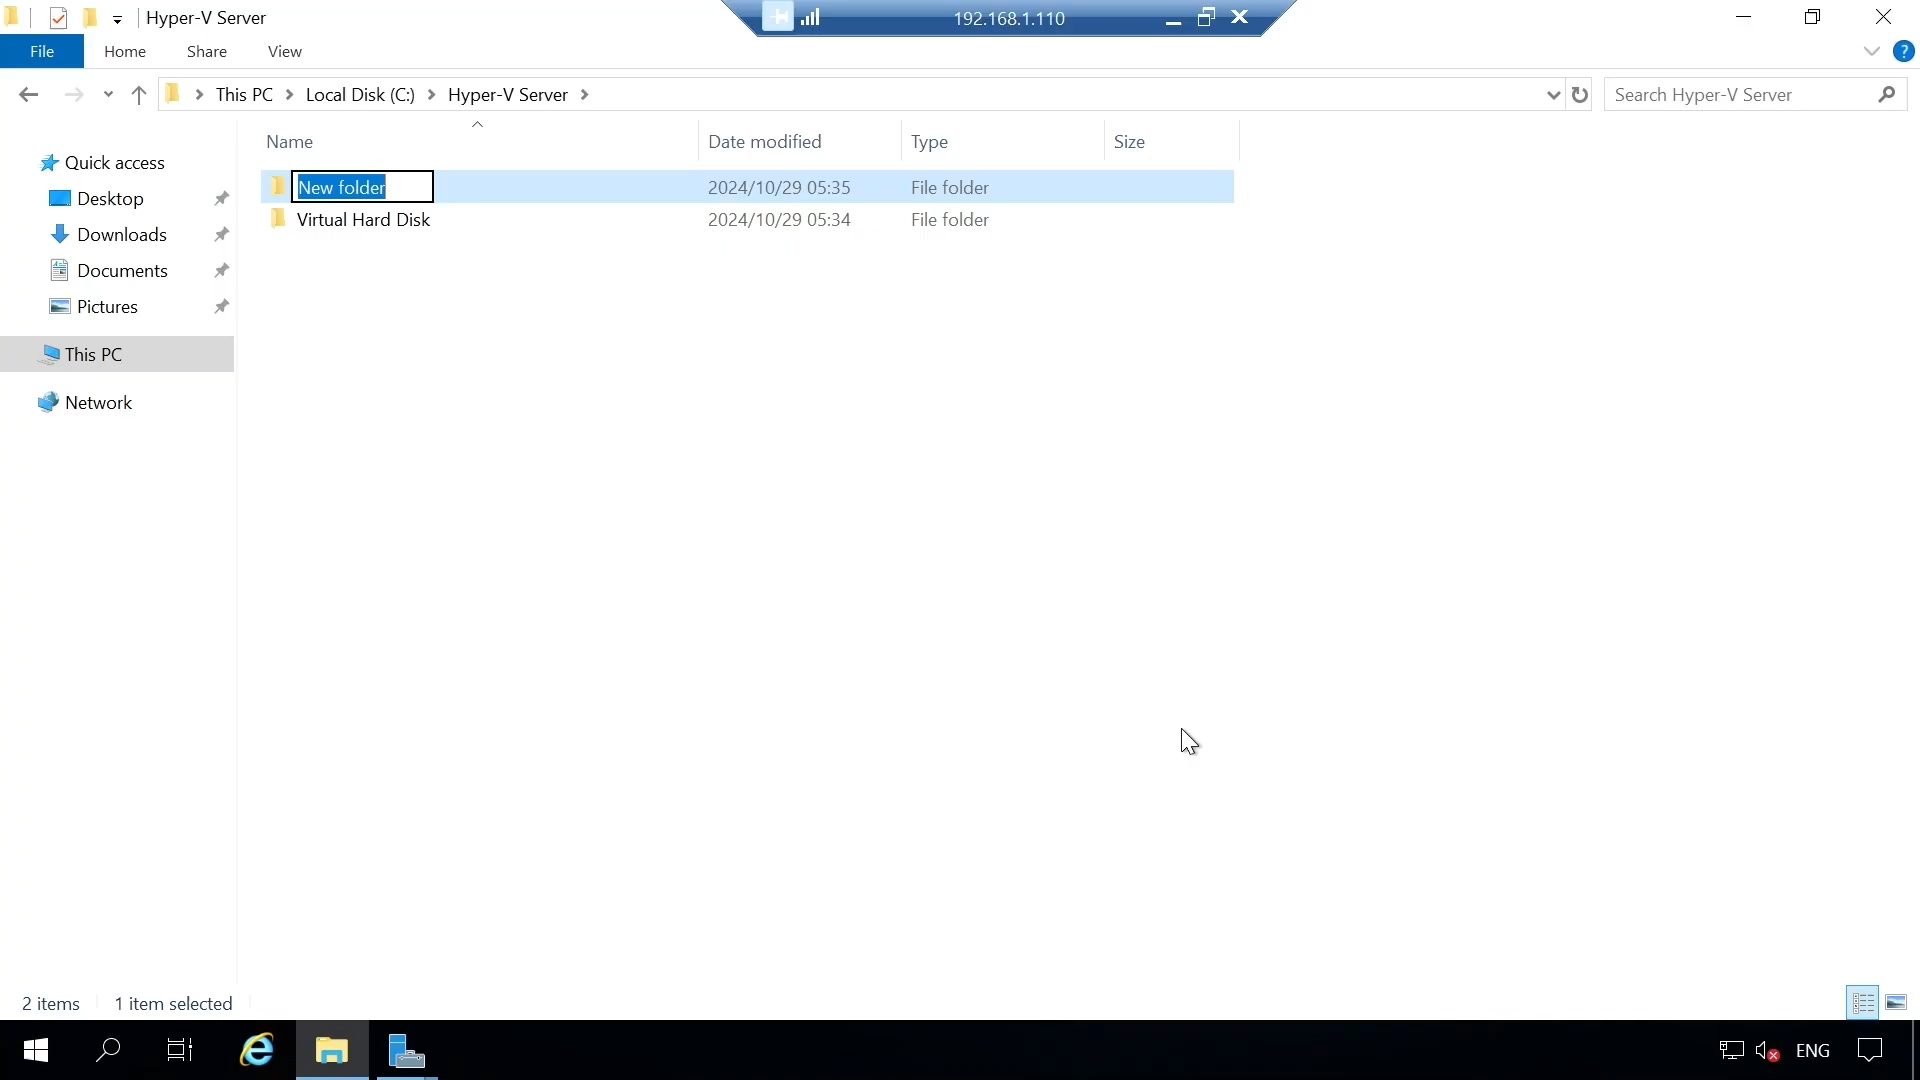 Hyper-V Server
192.168.1.110
File Home Share View
?
This PC Local Disk (C:) Hyper-V Server
Search Hyper-V Server
Name Date modified Type Size
Quick access
Desktop
Downloads
Documents
Pictures
This PC
Network
New folder 2024/10/29 05:35 File folder
Virtual Hard Disk 2024/10/29 05:34 File folder
2 items 1 item selected
ENG